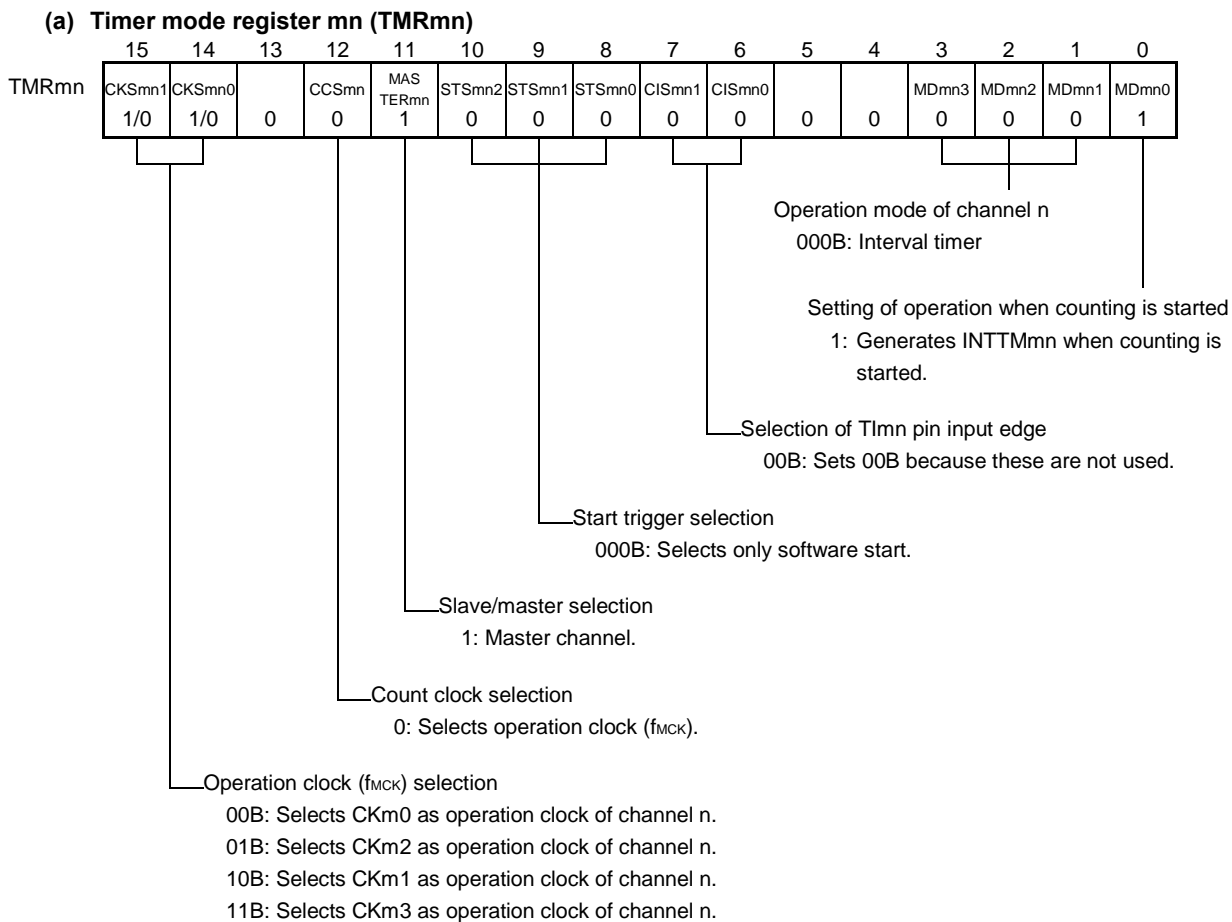 (a) Timer mode register mn (TMRmn)
15 14 13 12 11 10 9 8 7 6 5 4 3 2 1 0
TMRmn CKSmn1 CKSmn0 CCSmn MAS TERmn STSmn2 STSmn1 STSmn0 CISmn1 CISmn0 MDmn3 MDmn2 MDmn1 MDmn0
1/0 1/0 0 0 1 0 0 0 0 0 0 0 0 0 0 1
Operation mode of channel n
000B: Interval timer
Setting of operation when counting is started
1: Generates INTTMmn when counting is
started.
Selection of TImn pin input edge
00B: Sets 00B because these are not used.
Start trigger selection
000B: Selects only software start.
Slave/master selection
1: Master channel.
Count clock selection
0: Selects operation clock (fMCK).
Operation clock (fMCK) selection
00B: Selects CKm0 as operation clock of channel n.
01B: Selects CKm2 as operation clock of channel n.
10B: Selects CKm1 as operation clock of channel n.
11B: Selects CKm3 as operation clock of channel n.